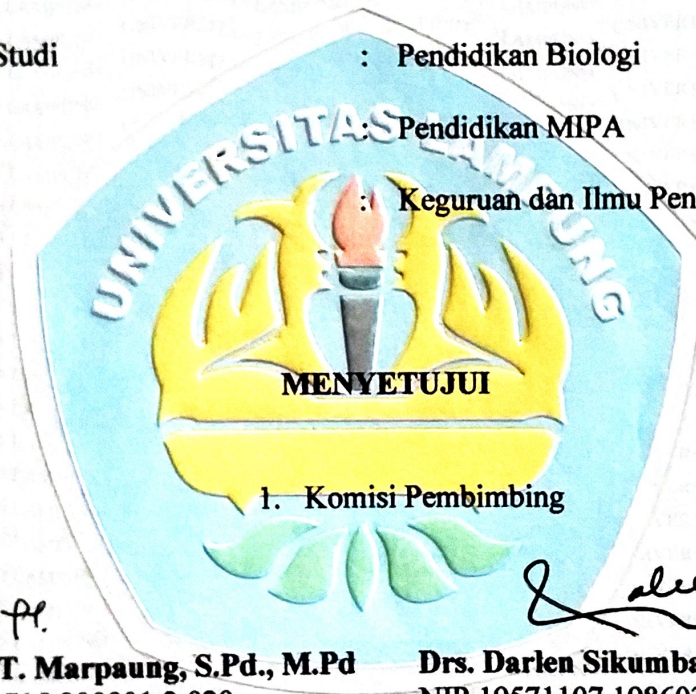 Studi : Pendidikan Biologi
: Pendidikan MIPA
: Keguruan dan Ilmu Pen
UNIVERSITAS LAMPUNG
MENYETUJUI
1. Komisi Pembimbing
T. Marpaung, S.Pd., M.Pd Drs. Darlen Sikumba